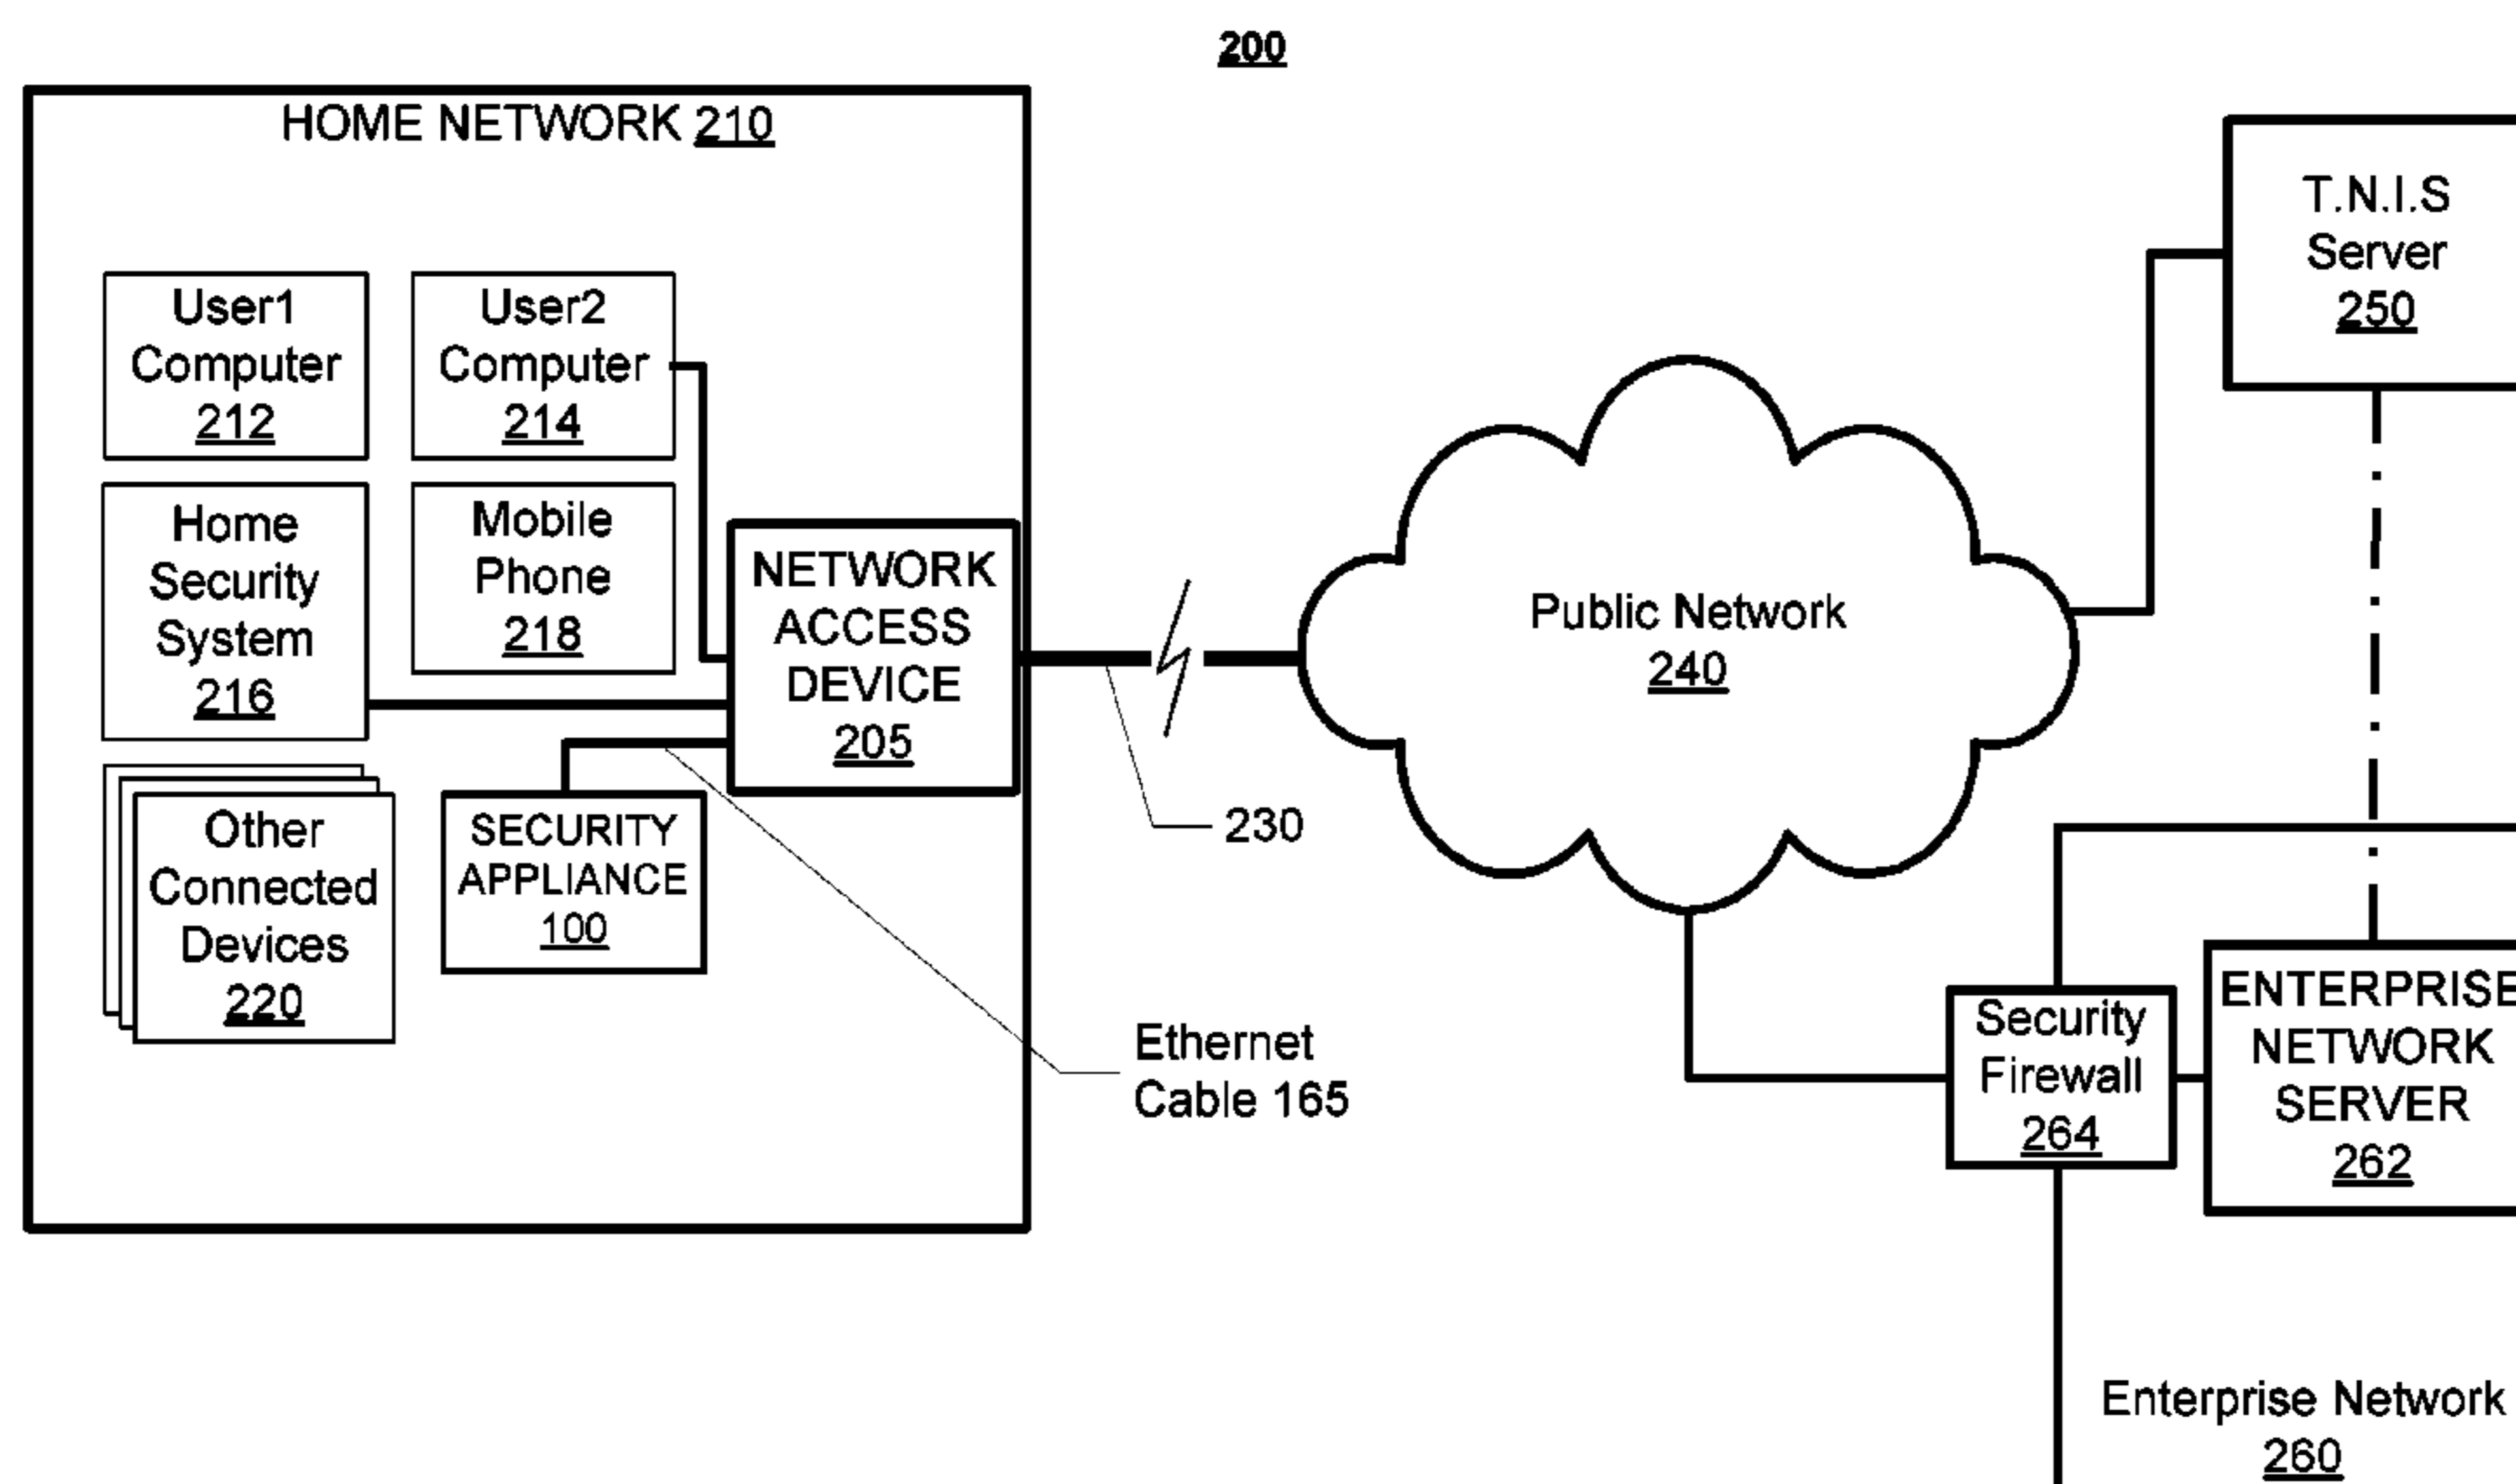 200
HOME NETWORK 210
User1
Computer
212
User2
Computer
214
Home
Security
System
216
Mobile
Phone
218
NETWORK
ACCESS
DEVICE
205
Other
Connected
Devices
220
SECURITY
APPLIANCE
100
230
Ethernet
Cable 165
Public Network
240
T.N.I.S
Server
250
Security
Firewall
264
ENTERPRISE
NETWORK
SERVER
262
Enterprise Network
260